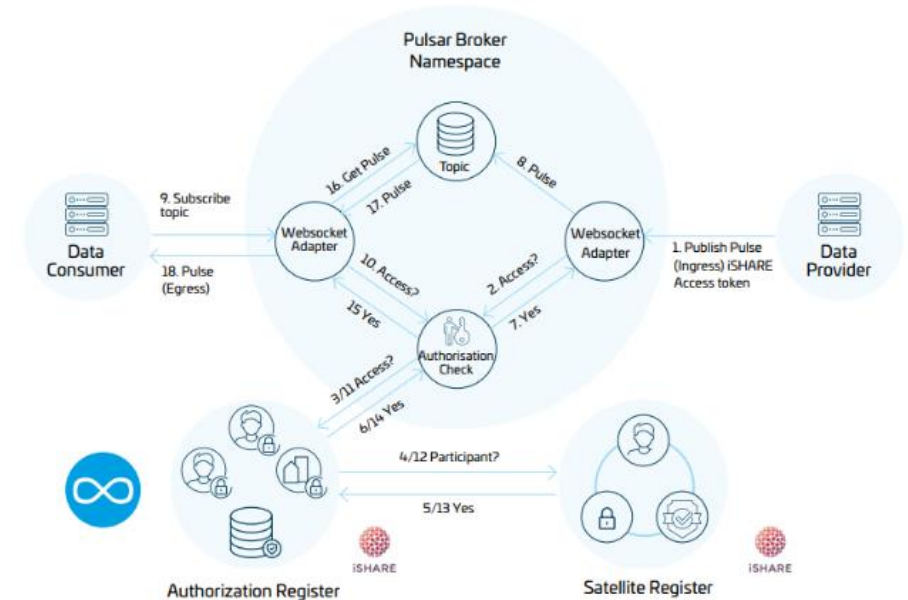 Pulsar Broker
Namespace
Topic
16. Get Pulse
17. Pulse
8. Pulse
9. Subscribe
topic
Websocket
Adapter
Websocket
Adapter
Data
Consumer
18. Pulse
(Egress)
1. Publish Pulse
(Ingress) iSHARE
Access token
Data
Provider
10. Access?
15 Yes
2. Access?
7. Yes
Authorisation
Check
3/11 Access?
6/14 Yes
4/12 Participant?
5/13 Yes
iSHARE
iSHARE
Authorization Register
Satellite Register